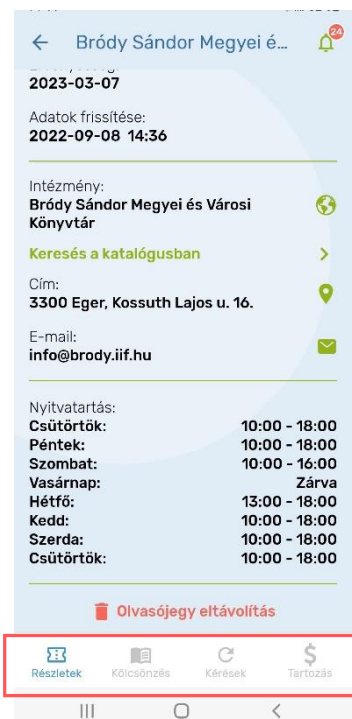 Bródy Sándor Megyei é...
24
2023-03-07
Adatok frissítése:
2022-09-08 14:36
Intézmény:
Bródy Sándor Megyei és Városi
Könyvtár
Keresés a katalógusban
Cím:
3300 Eger, Kossuth Lajos u. 16.
E-mail:
info@brody.iif.hu
Nyitvatartás:
Csütörtök: 10:00 - 18:00
Péntek: 10:00 - 18:00
Szombat: 10:00 - 16:00
Vasárnap: Zárva
Hétfő: 13:00 - 18:00
Kedd: 10:00 - 18:00
Szerda: 10:00 - 18:00
Csütörtök: 10:00 - 18:00
Olvasójegy eltávolítás
Részletek Kölcsönzés Kérések Tartozás